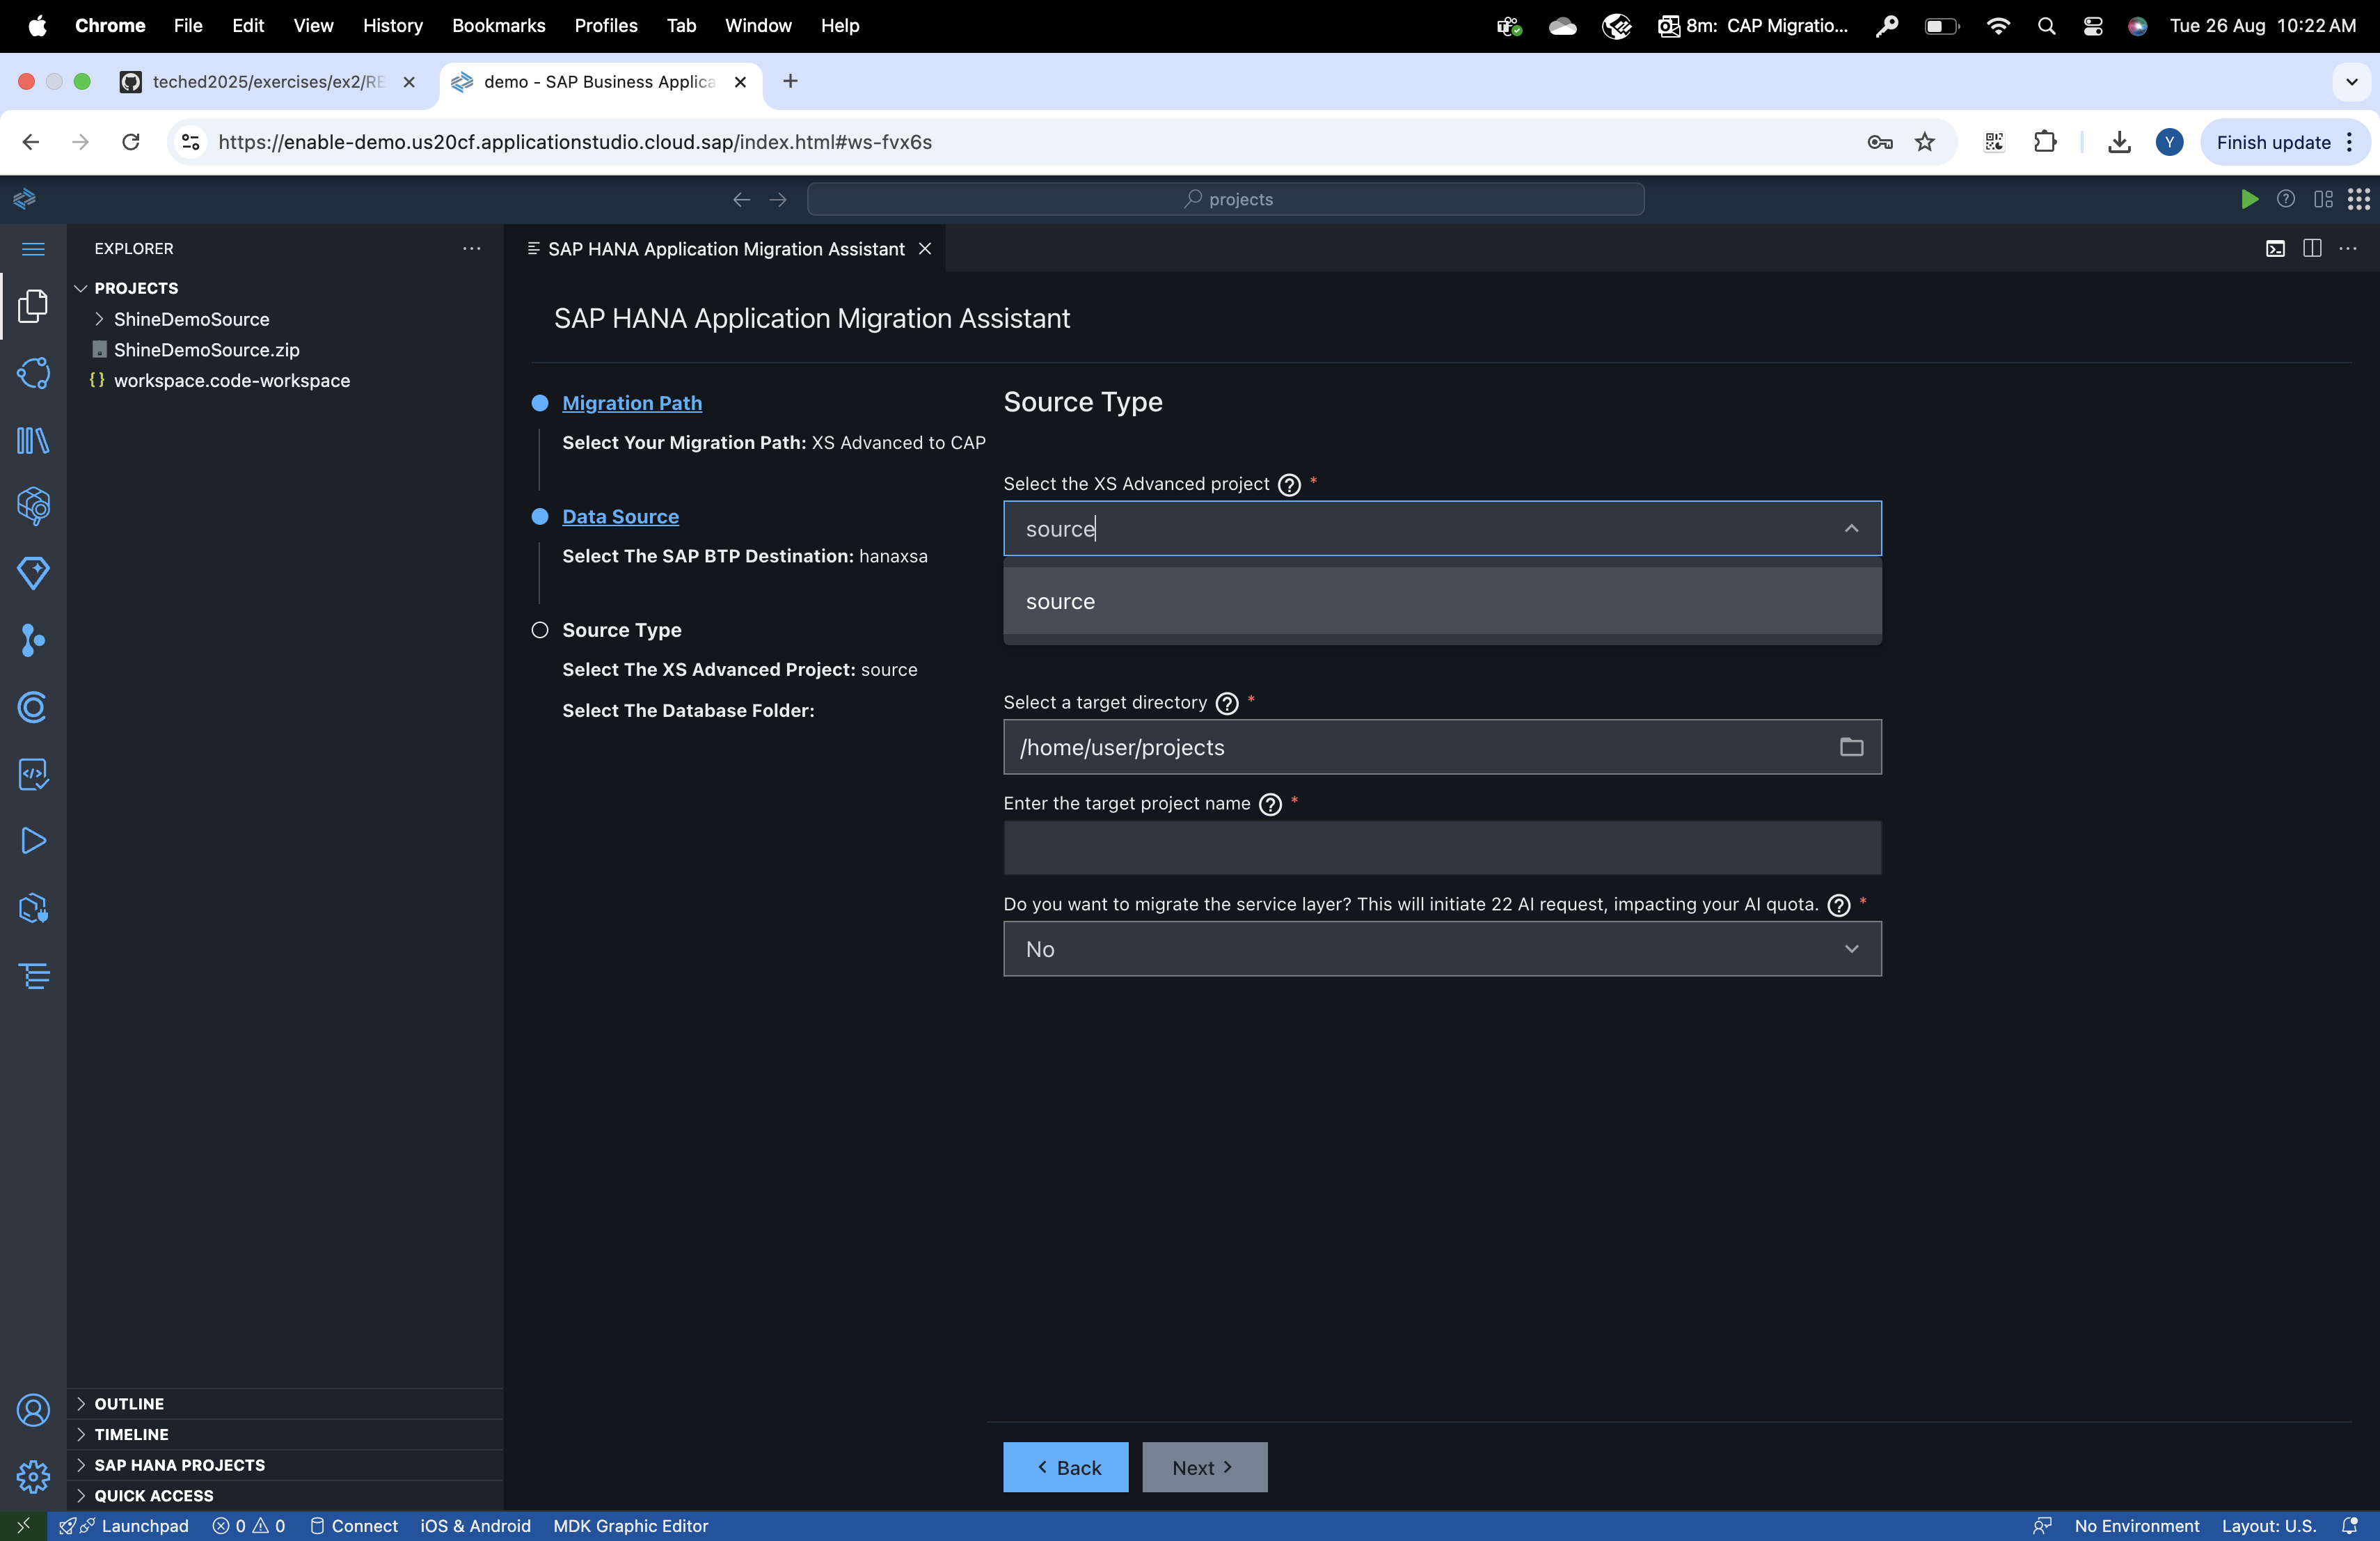 Chrome File Edit View History Bookmarks Profiles Tab Window Help 8m: CAP Migratio... Tue 26 Aug 10:22 AM
teched2025/exercises/ex2/RE demo - SAP Business Applica
https://enable-demo.us20cf.applicationstudio.cloud.sap/index.html#ws-fvx6s Y Finish update
projects
EXPLORER
SAP HANA Application Migration Assistant
PROJECTS
ShineDemoSource
ShineDemoSource.zip
{} workspace.code-workspace
SAP HANA Application Migration Assistant
Migration Path
Select Your Migration Path: XS Advanced to CAP
Data Source
Select The SAP BTP Destination: hanaxsa
Source Type
Select The XS Advanced Project: source
Select The Database Folder:
Source Type
Select the XS Advanced project ? *
source
source
Select a target directory ? *
/home/user/projects
Enter the target project name ? *
Do you want to migrate the service layer? This will initiate 22 AI request, impacting your AI quota. ? *
No
Back Next
OUTLINE
TIMELINE
SAP HANA PROJECTS
QUICK ACCESS
Launchpad 0 0 Connect iOS & Android MDK Graphic Editor No Environment Layout: U.S.